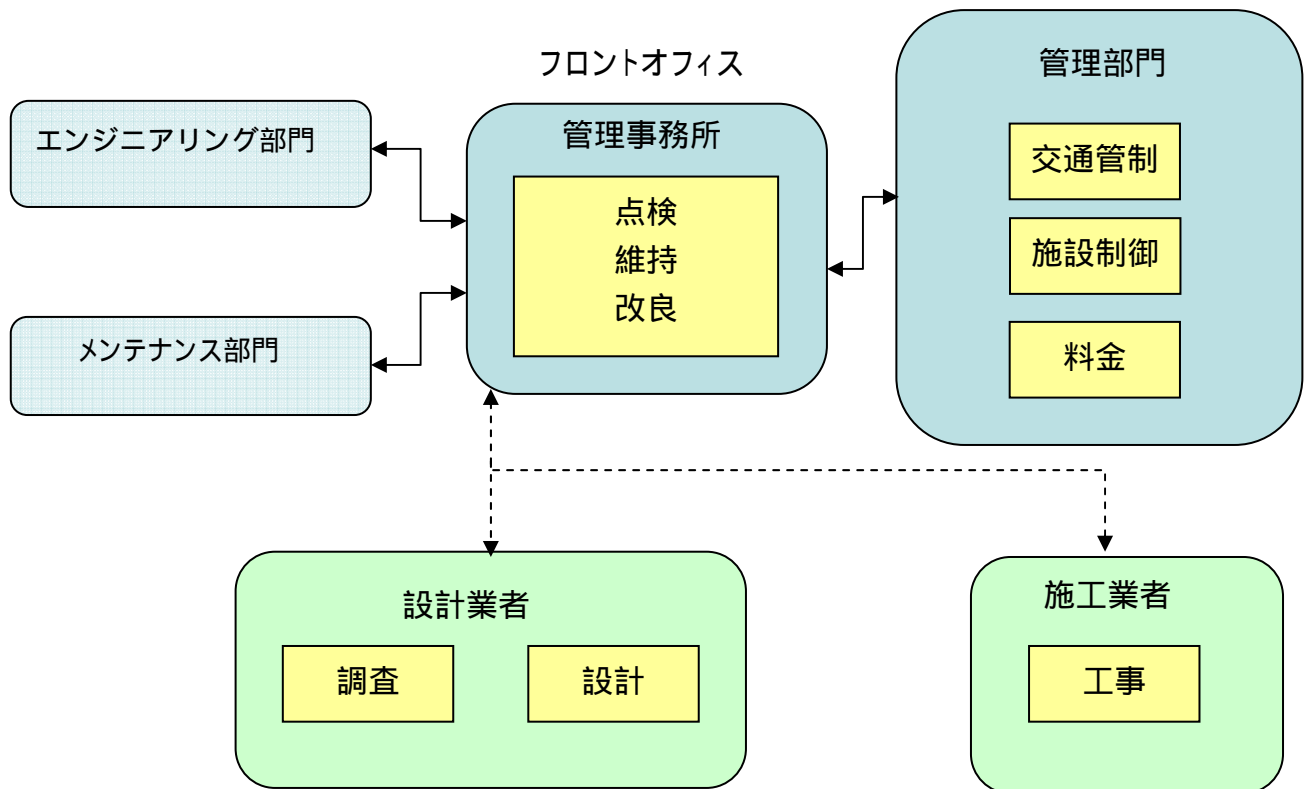 フロントオフィス
エンジニアリング部門
メンテナンス部門
管理事務所
点検
維持
改良
管理部門
交通管制
施設制御
料金
設計業者
調査
設計
施工業者
工事